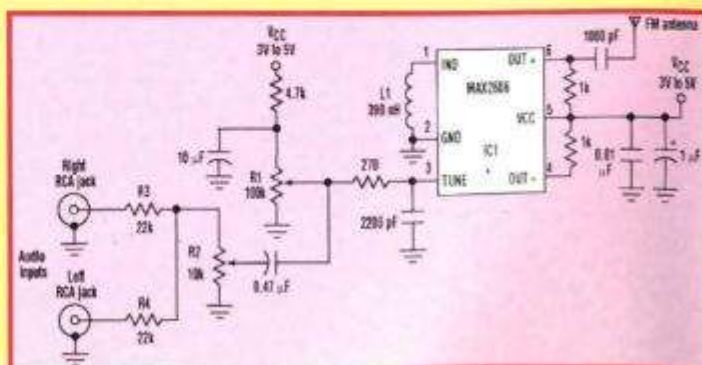 VCC
3V to 5V
4.7k
10 µF
R1
100k
Right
RCA jack
R3
22k
Audio
inputs
Left
RCA jack
R4
22k
R2
10k
0.47 µF
270
2200 pF
L1
390 nH
1
IND
2
GND
3
TUNE
MAX2606
IC1
OUT +
6
VCC
5
OUT -
4
1000 pF
FM antenna
1k
1k
VCC
3V to 5V
0.01
µF
+
1 µF